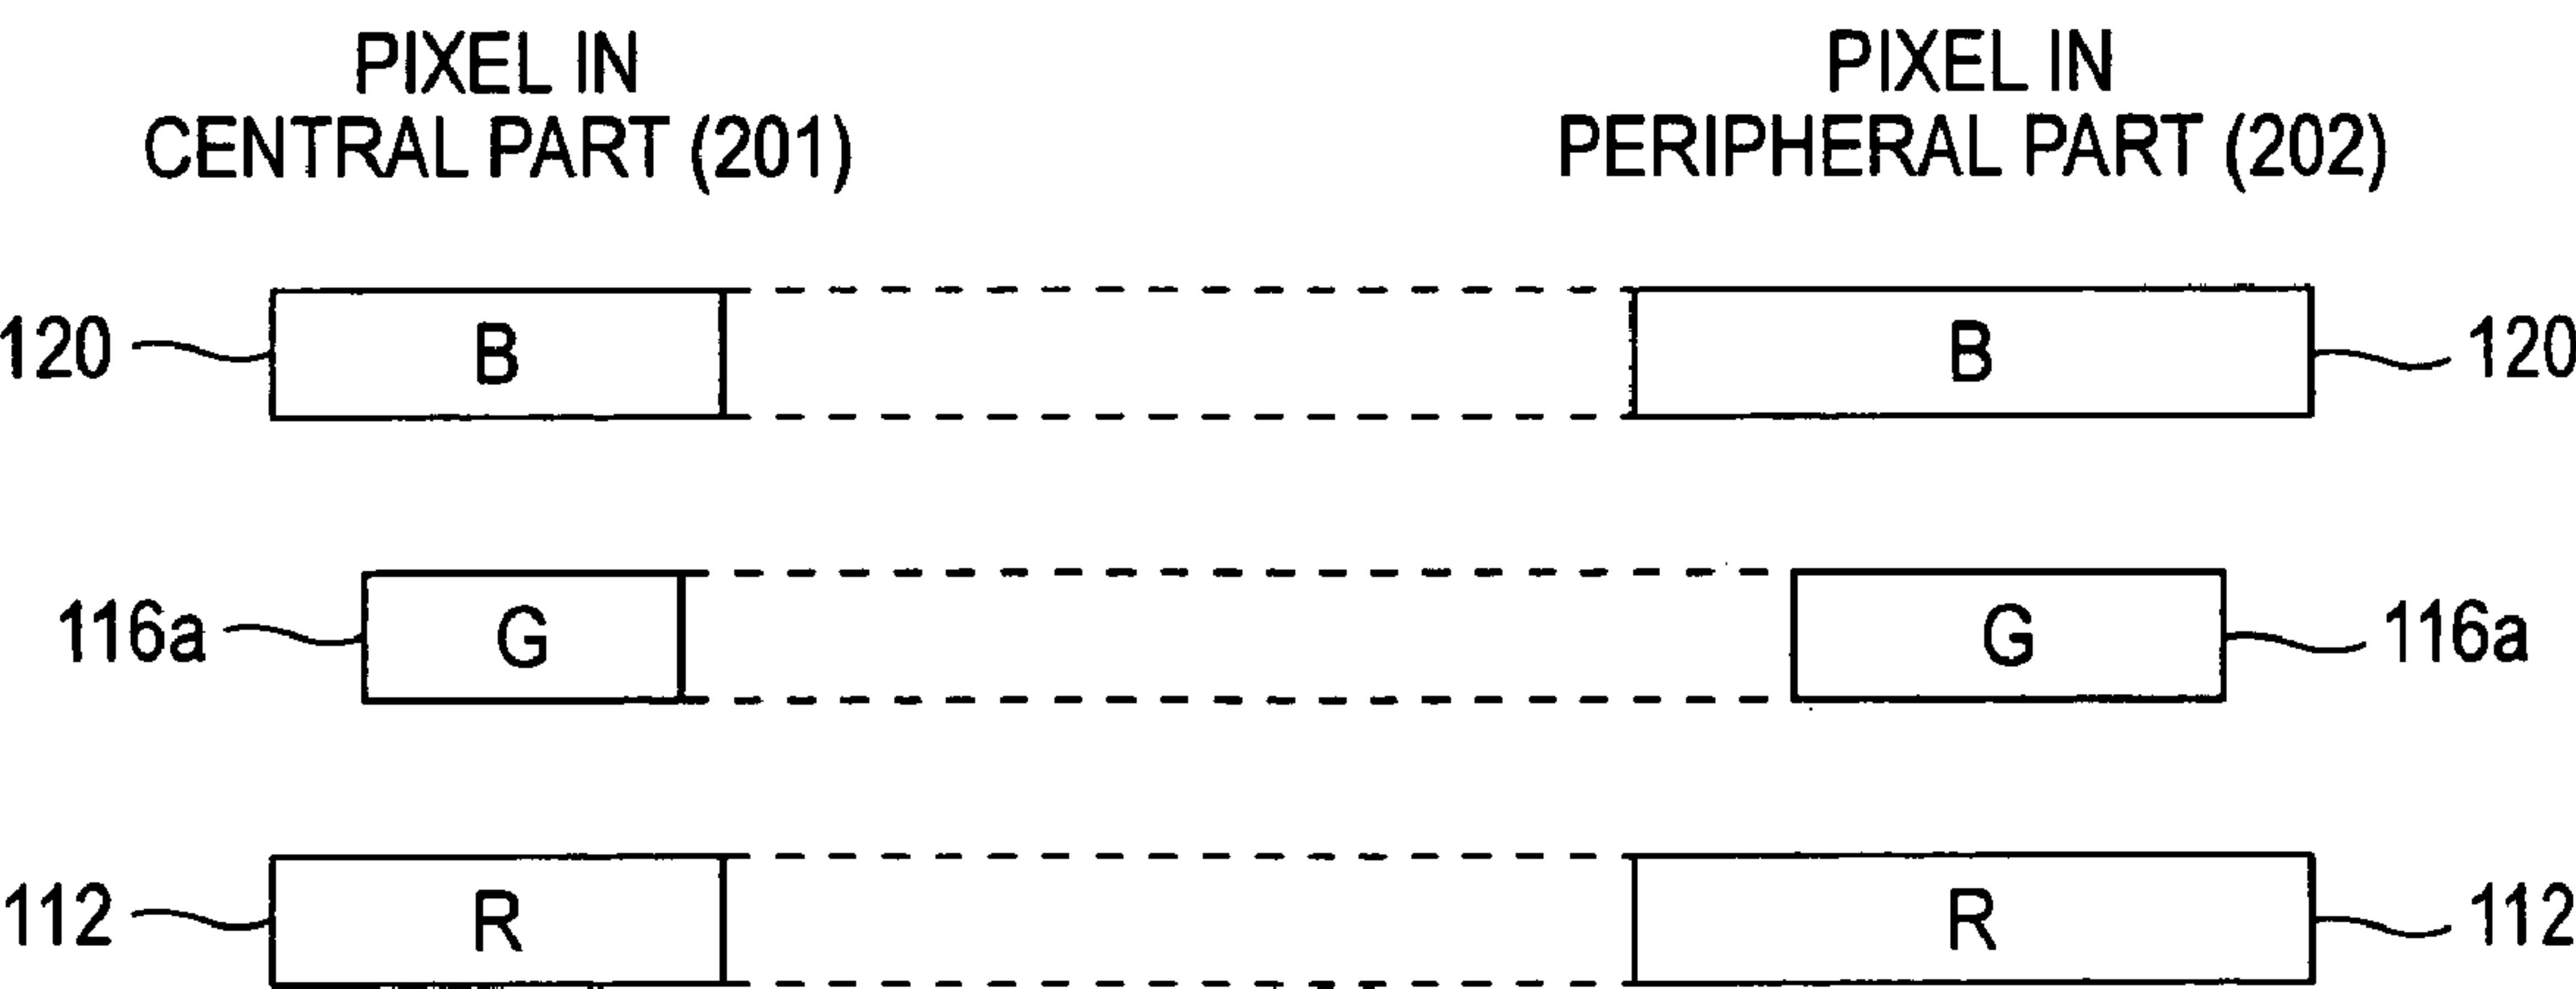 PIXEL IN
CENTRAL PART (201)
PIXEL IN
PERIPHERAL PART (202)
120 B B 120
116a G G 116a
112 R R 112